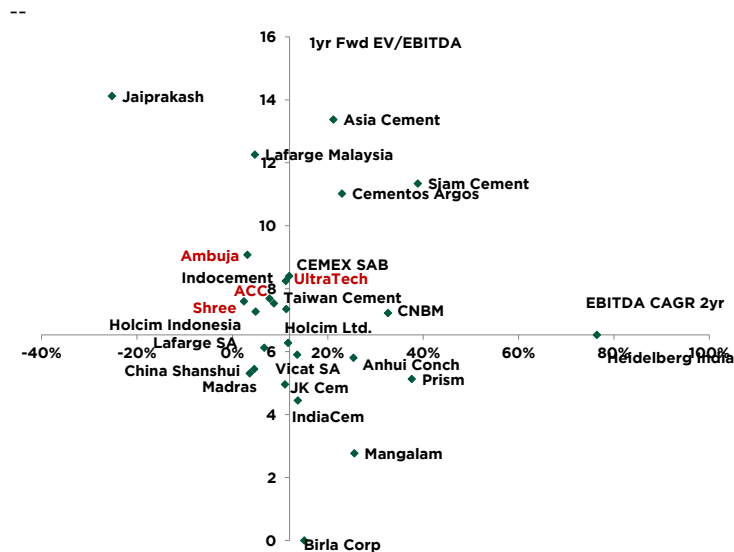 --
16
1yr Fwd EV/EBITDA
14
Jaiprakash
Asia Cement
12
Lafarge Malaysia
Siam Cement
Cementos Argos
10
Ambuja
CEMEX SAB
Indocement
UltraTech
8
ACC
Taiwan Cement
Shree
CNBM
EBITDA CAGR 2yr
Holcim Indonesia
Holcim Ltd.
Lafarge SA
-40%
-20%
0%
20%
40%
60%
80%
100%
6
Heidelberg India
China Shanshui
Vicat SA
Anhui Conch
Madras
JK Cem
Prism
4
IndiaCem
Mangalam
2
0
Birla Corp